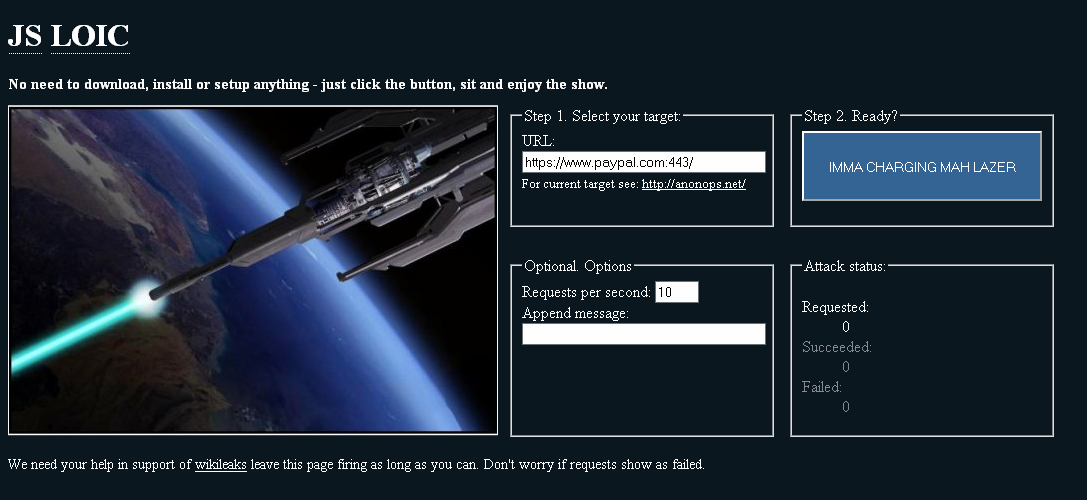 JS LOIC
No need to download, install or setup anything - just click the button, sit and enjoy the show.
Step 1. Select your target:
URL:
https://www.paypal.com:443/
For current target see: http://anonops.net/
Step 2. Ready?
IMMA CHARGING MAH LAZER
Optional. Options
Requests per second: 10
Append message:
Attack status:
Requested:
0
Succeeded:
0
Failed:
0
We need your help in support of wikileaks leave this page firing as long as you can. Don't worry if requests show as failed.